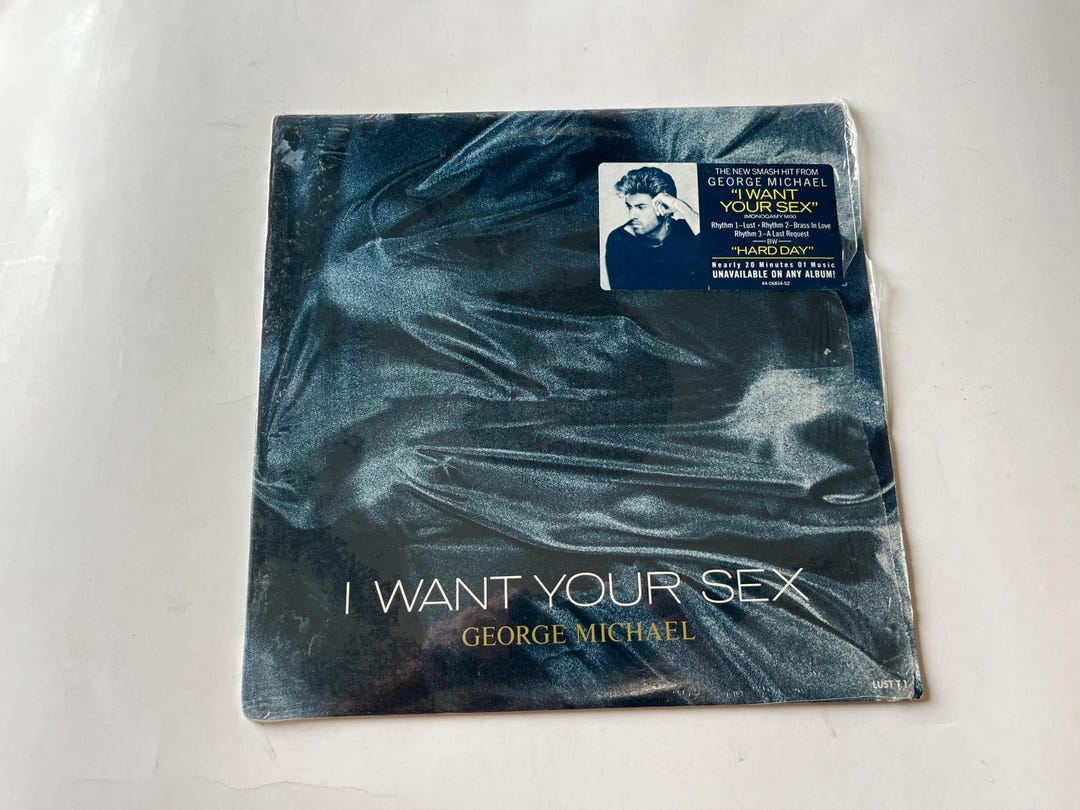 THE NEW SMASH HIT FROM
GEORGE MICHAEL
"I WANT
YOUR SEX"
(MONOGAMY MIX)
Rhythm 1–Lust • Rhythm 2–Brass In Love
Rhythm 3–A Last Request
—BW—
"HARD DAY"
Nearly 20 Minutes Of Music
UNAVAILABLE ON ANY ALBUM!
44-06814-S2
I WANT YOUR SEX
GEORGE MICHAEL
LUST T 1